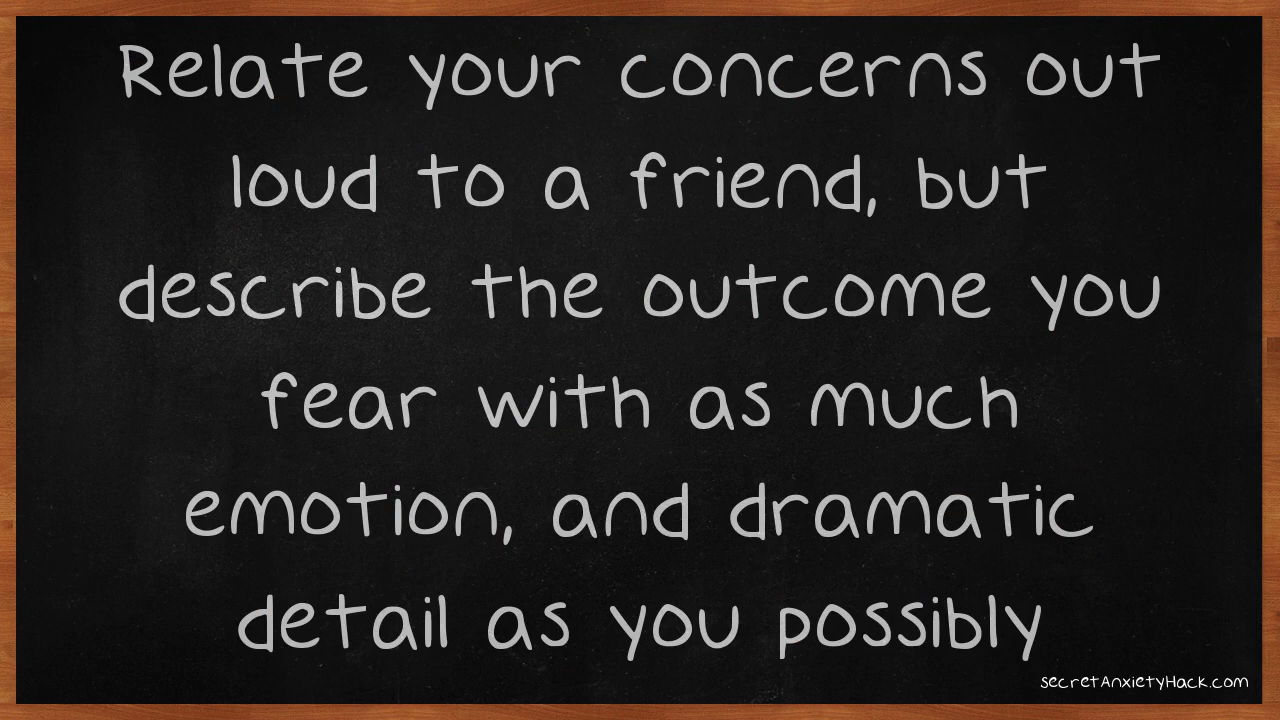 Relate your concerns out
loud to a friend, but
describe the outcome you
fear with as much
emotion, and dramatic
detail as you possibly
secretAnxietyHack.com